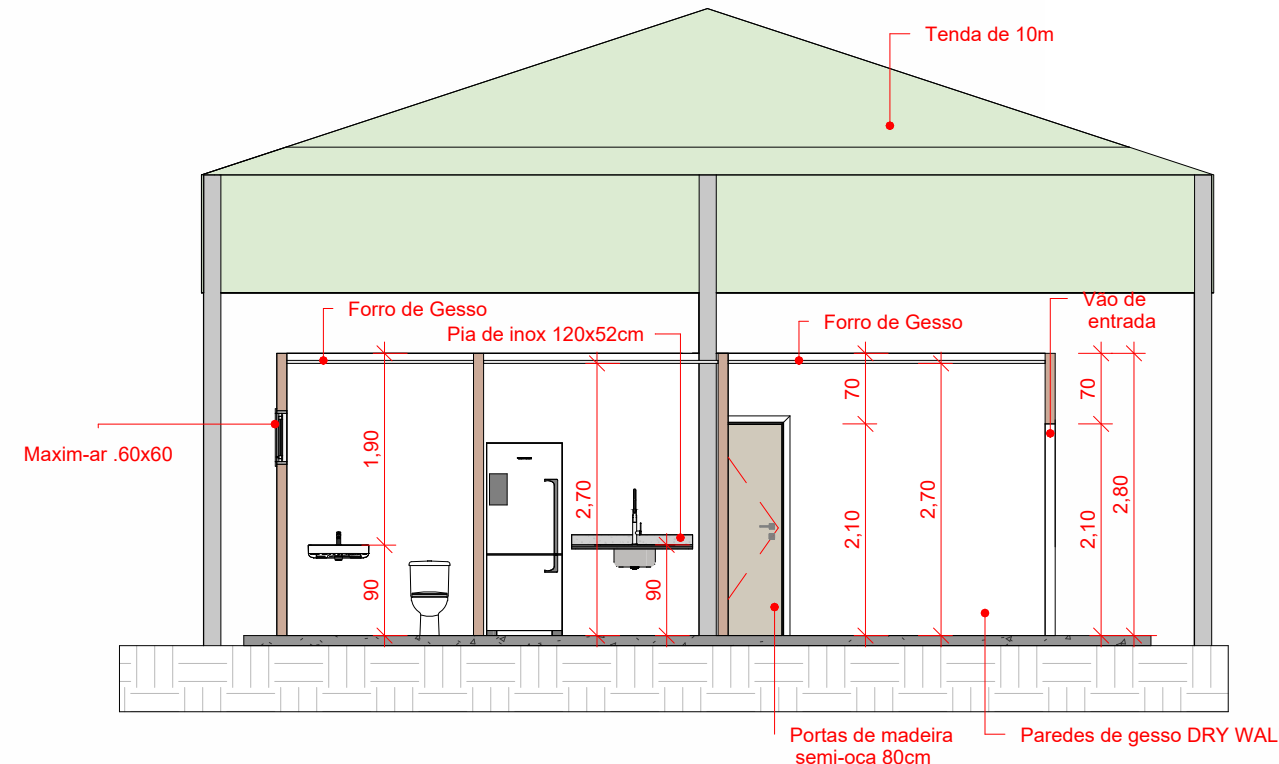 Tenda de 10m
Forro de Gesso
Pia de inox 120x52cm
Forro de Gesso
Vão de
entrada
Maxim-ar .60x60
1,90
90
2,70
90
70
2,10
2,70
70
2,10
2,80
Portas de madeira
semi-oca 80cm
Paredes de gesso DRY WAL